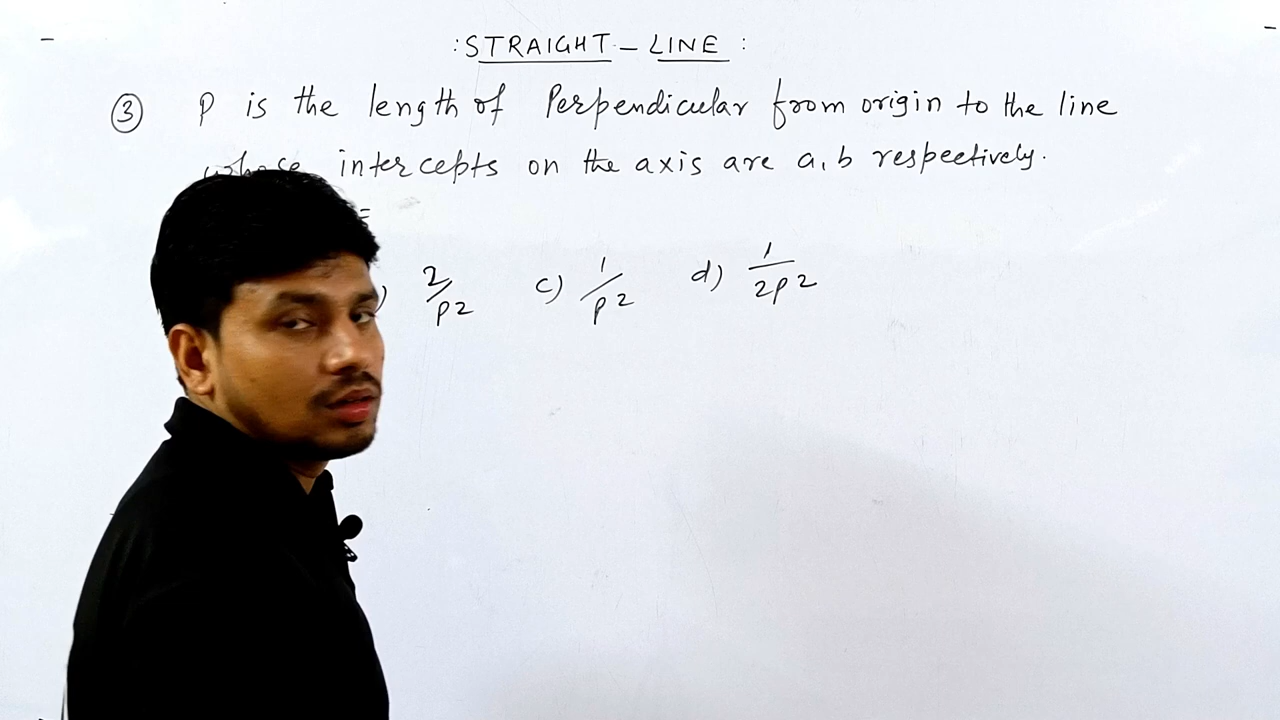 : STRAIGHT - LINE :
③ P is the length of Perpendicular from origin to the line
whose intercepts on the axis are a, b respectively.
=
) 2/p2 c) 1/p2 d) 1/2p2